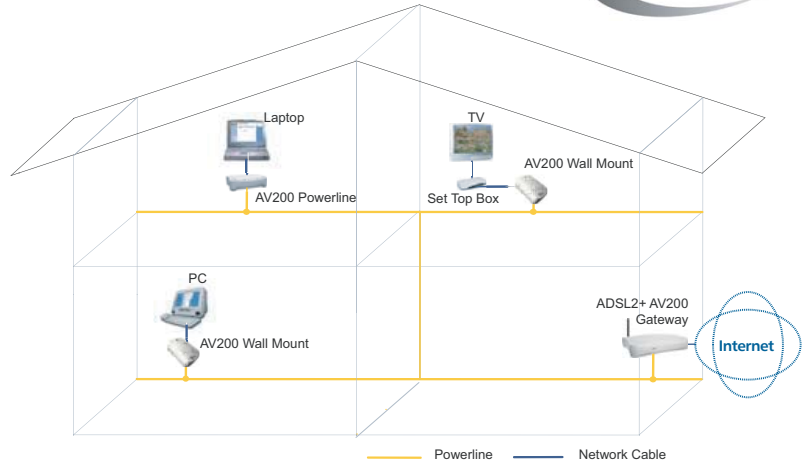 Laptop
TV
AV200 Wall Mount
AV200 Powerline
Set Top Box
PC
ADSL2+ AV200
Gateway
AV200 Wall Mount
Internet
Powerline
Network Cable